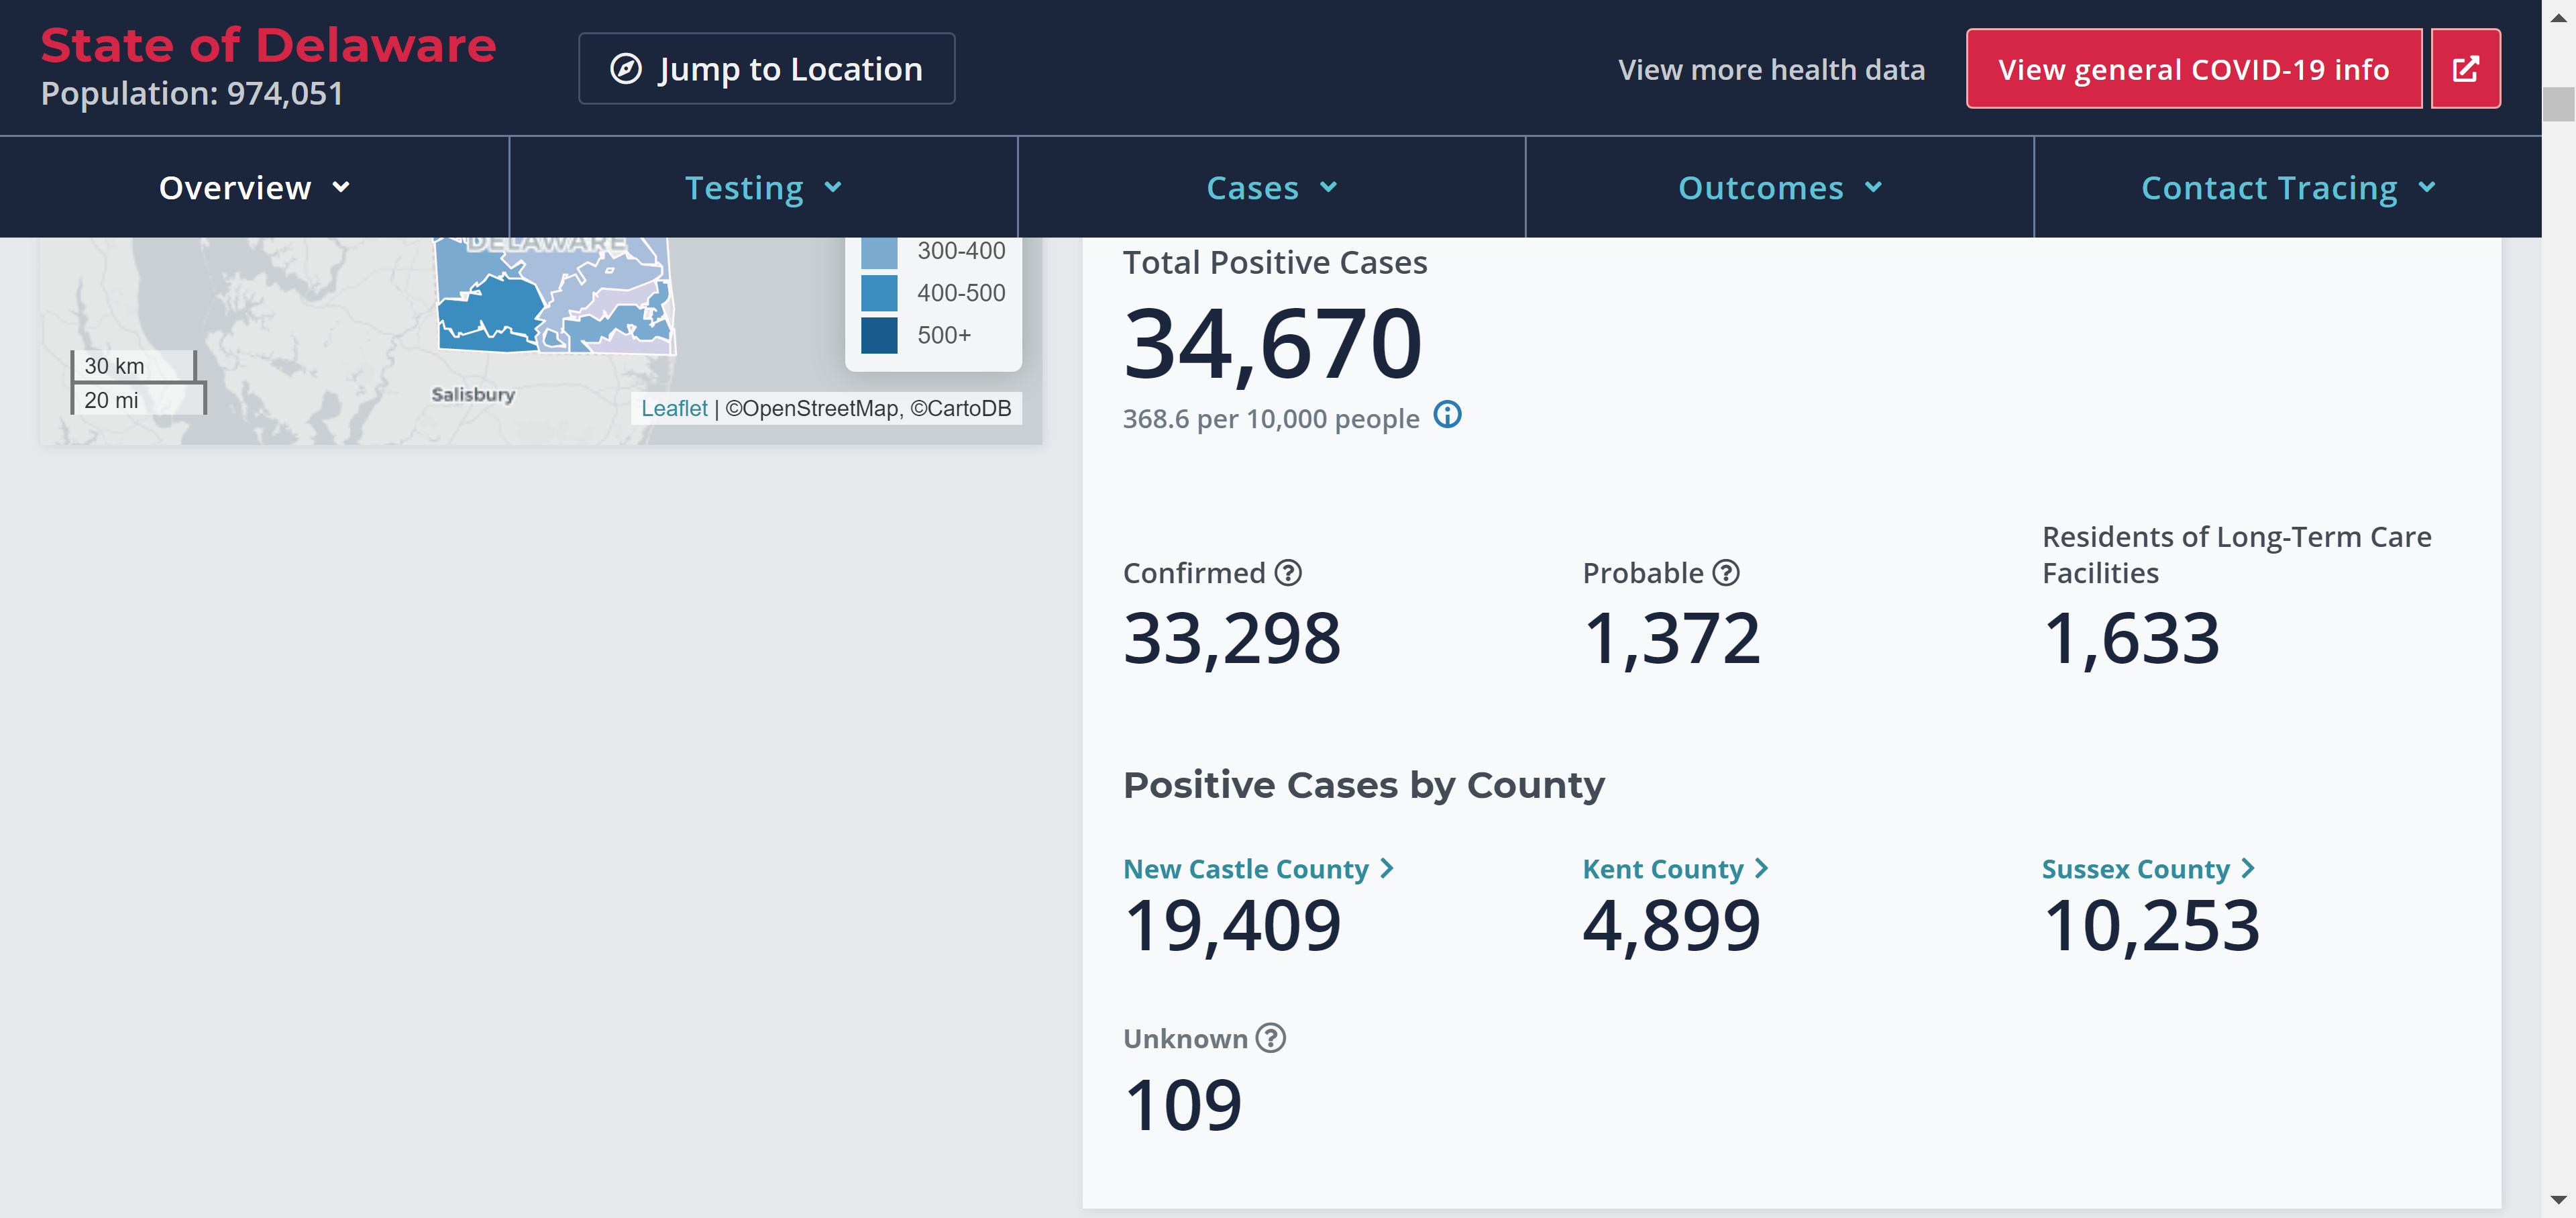 State of Delaware
Population: 974,051
Jump to Location
View more health data
View general COVID-19 info
Overview
Testing
Cases
Outcomes
Contact Tracing
DELAWARE
300-400
400-500
500+
30 km
20 mi
Salisbury
Leaflet | ©OpenStreetMap, ©CartoDB
Total Positive Cases
34,670
368.6 per 10,000 people
Confirmed
33,298
Probable
1,372
Residents of Long-Term Care
Facilities
1,633
Positive Cases by County
New Castle County
19,409
Kent County
4,899
Sussex County
10,253
Unknown
109